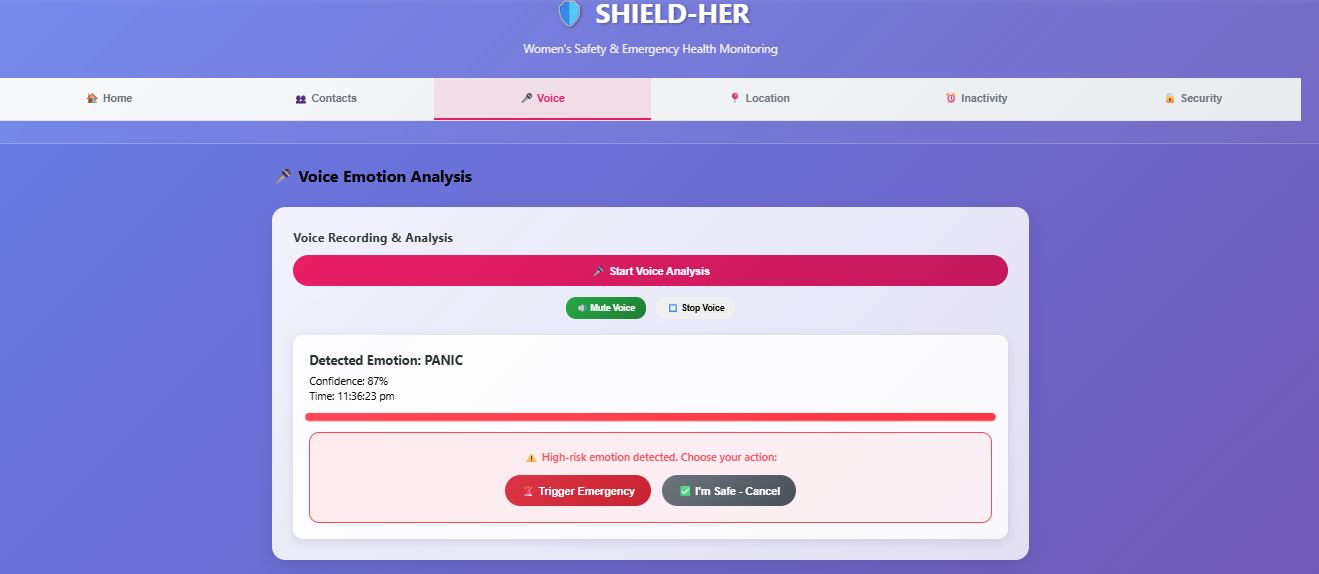 SHIELD-HER
Women's Safety & Emergency Health Monitoring
Home Contacts Voice Location Inactivity Security
Voice Emotion Analysis
Voice Recording & Analysis
Start Voice Analysis
Mute Voice Stop Voice
Detected Emotion: PANIC
Confidence: 87%
Time: 11:36:23 pm
High-risk emotion detected. Choose your action:
Trigger Emergency I'm Safe - Cancel